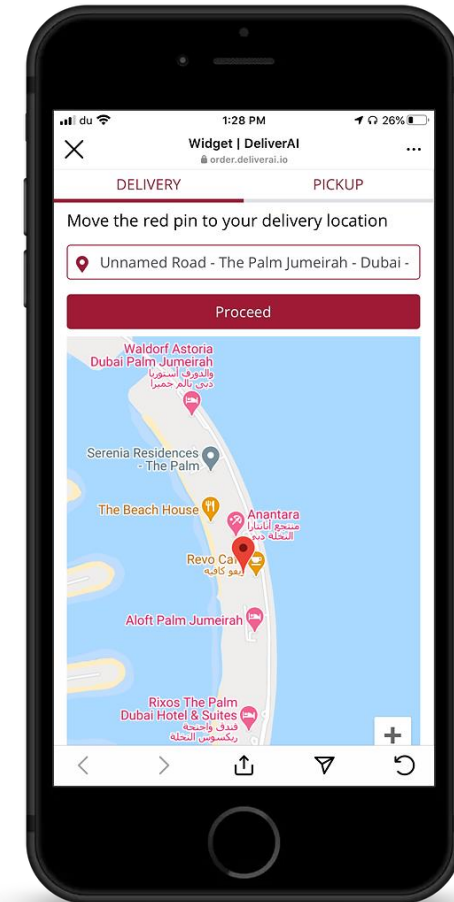 du
1:28 PM
26%
Widget | DeliverAI
order.deliverai.io
DELIVERY
PICKUP
Move the red pin to your delivery location
Unnamed Road - The Palm Jumeirah - Dubai -
Proceed
Waldorf Astoria
Dubai Palm Jumeirah
والدورف أستوريا
دبي بالم جميرا
Serenia Residences
- The Palm
The Beach House
Anantara
منتجع أنانتارا
النخلة دبي
Revo Ca
ريفو كافيه
Aloft Palm Jumeirah
Rixos The Palm
Dubai Hotel & Suites
فندق وأجنحة
ريكسوس النخلة
+